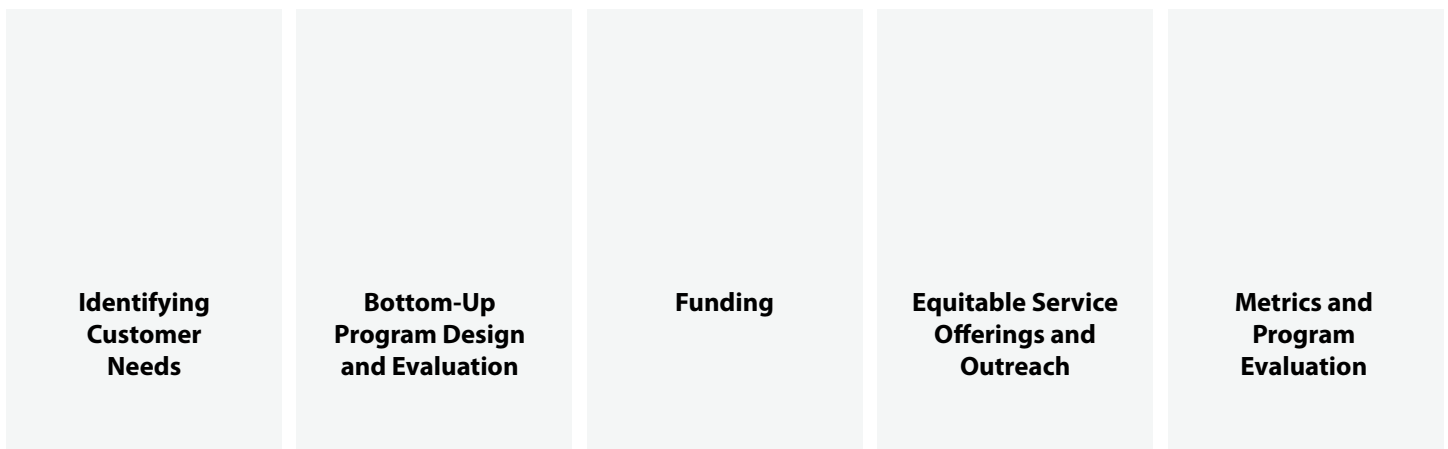 Identifying
Customer
Needs
Bottom-Up
Program Design
and Evaluation
Funding
Equitable Service
Offerings and
Outreach
Metrics and
Program
Evaluation